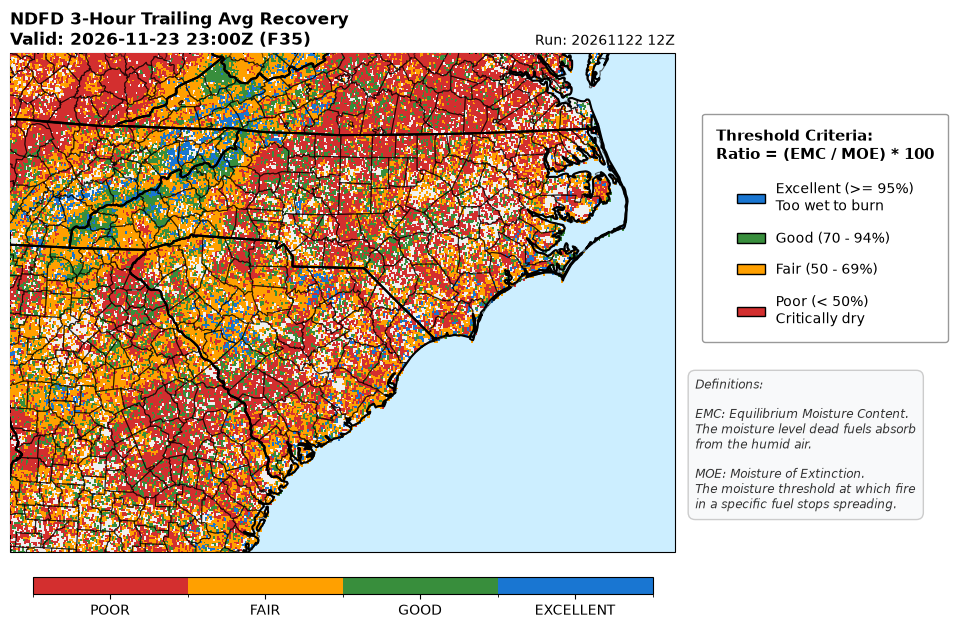 NDFD 3-Hour Trailing Avg Recovery
Valid: 2026-11-23 23:00Z (F35)
Run: 20261122 12Z
Threshold Criteria:
Ratio = (EMC / MOE) * 100
Excellent (>= 95%)
Too wet to burn
Good (70 - 94%)
Fair (50 - 69%)
Poor (< 50%)
Critically dry
Definitions:
EMC: Equilibrium Moisture Content.
The moisture level dead fuels absorb
from the humid air.
MOE: Moisture of Extinction.
The moisture threshold at which fire
in a specific fuel stops spreading.
POOR
FAIR
GOOD
EXCELLENT